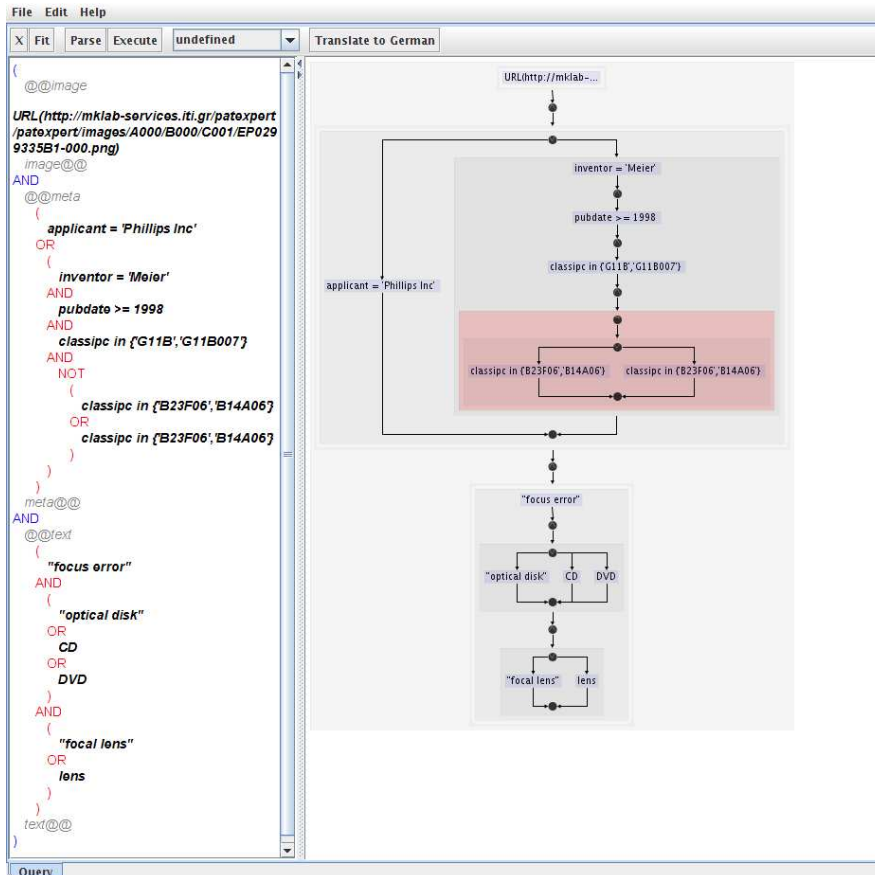 File Edit Help
X Fit Parse Execute undefined Translate to German
(
@@image
URL(http://mklab-services.iti.gr/patexpert
/patexpert/images/A000/B000/C001/EP029
9335B1-000.png)
image@@
AND
@@meta
(
applicant = 'Phillips Inc'
OR
(
inventor = 'Meier'
AND
pubdate >= 1998
AND
classipc in {'G11B','G11B007'}
AND
NOT
(
classipc in {'B23F06','B14A06'}
OR
classipc in {'B23F06','B14A06'}
)
)
)
meta@@
AND
@@text
(
"focus error"
AND
(
"optical disk"
OR
CD
OR
DVD
)
AND
(
"focal lens"
OR
lens
)
)
text@@
)
URL(http://mklab-...
inventor = 'Meier'
pubdate >= 1998
classipc in {'G11B','G11B007'}
applicant = 'Phillips Inc'
classipc in {'B23F06','B14A06'} classipc in {'B23F06','B14A06'}
"focus error"
"optical disk" CD DVD
"focal lens" lens
Query